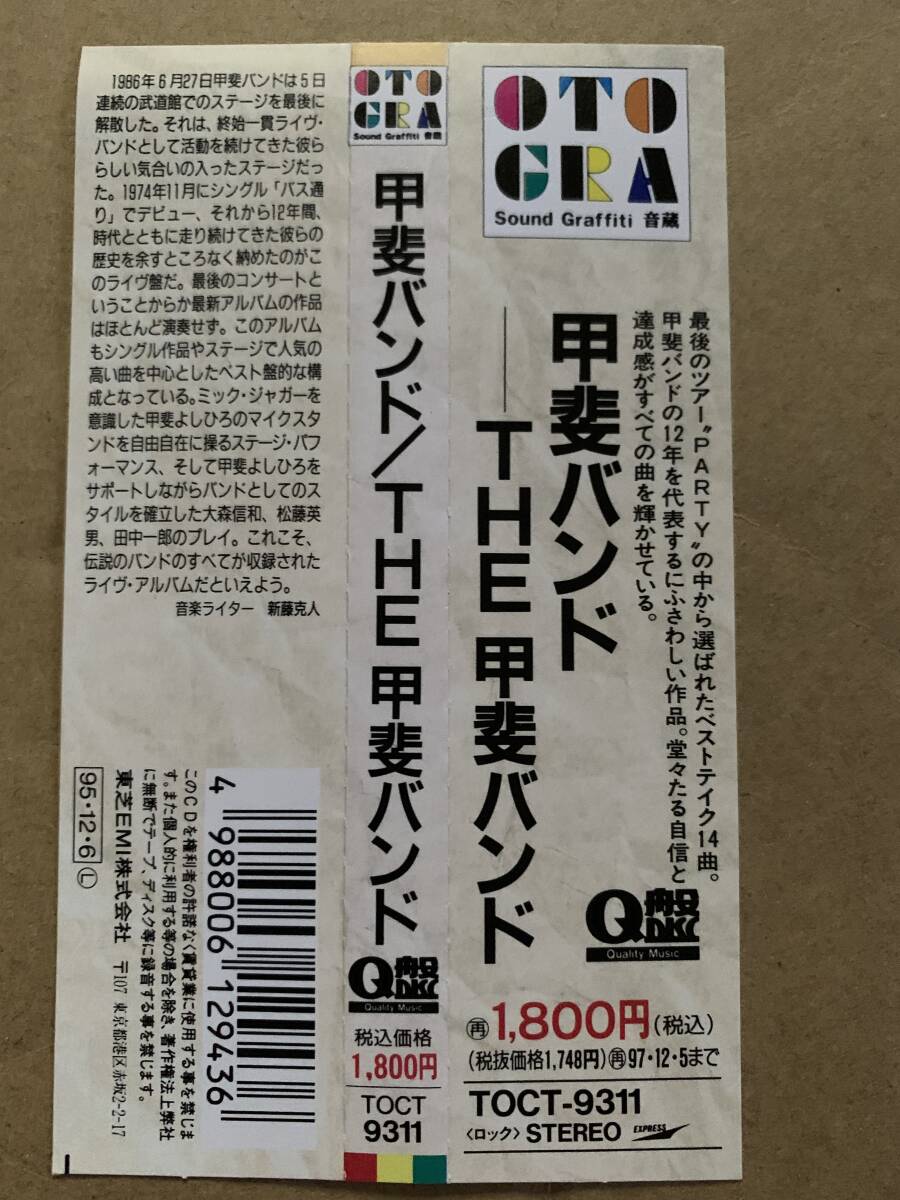 1986年6月27日甲斐バンドは5日
連続の武道館でのステージを最後に
解散した。それは、終始一貫ライヴ・
バンドとして活動を続けてきた彼ら
らしい気合いの入ったステージだっ
た。1974年11月にシングル「バス通
り」でデビュー、それから12年間、
時代とともに走り続けてきた彼らの
歴史を余すところなく納めたのがこ
のライヴ盤だ。最後のコンサートと
いうことからか最新アルバムの作品
はほとんど演奏せず。このアルバム
もシングル作品やステージで人気の
高い曲を中心としたベスト盤的な構
成となっている。ミック・ジャガーを
意識した甲斐よしひろのマイクスタ
ンドを自由自在に操るステージ・パフ
ォーマンス、そして甲斐よしひろを
サポートしながらバンドとしてのス
タイルを確立した大森信和、松藤英
男、田中一郎のプレイ。これこそ、
伝説のバンドのすべてが収録された
ライヴ・アルバムだといえよう。
音楽ライター 新藤克人
4 988006 129436
このCDを権利者の許諾なく賃貸業に使用する事を禁じま
す。また個人的に利用する等の場合を除き、著作権法上弊社
に無断でテープ、ディスク等に録音する事を禁じます。
東芝EMI株式会社 〒107 東京都港区赤坂2-2-17
95・12・6 Ⓛ
OTO
GRA
Sound Graffiti 音蔵
甲斐バンド/THE 甲斐バンド
Q盤
DISC
Quality Music
税込価格
1,800円
TOCT
9311
OTO
GRA
Sound Graffiti 音蔵
最後のツアー“PARTY”の中から選ばれたベストテイク14曲。
甲斐バンドの12年を代表するにふさわしい作品。堂々たる自信と
達成感がすべての曲を輝かせている。
甲斐バンド
——THE 甲斐バンド
Q盤
DISC
Quality Music
㊢1,800円(税込)
(税抜価格1,748円)㊢97・12・5まで
TOCT-9311
〈ロック〉 STEREO EXPRESS